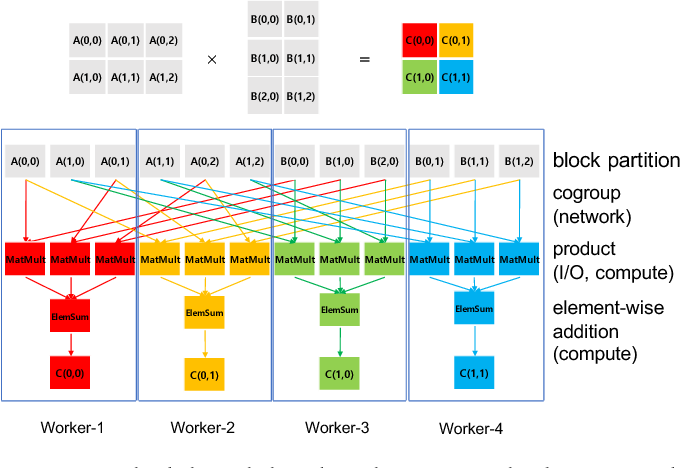 B(0,0) B(0,1)
A(0,0) A(0,1) A(0,2) C(0,0) C(0,1)
× B(1,0) B(1,1) =
A(1,0) A(1,1) A(1,2) C(1,0) C(1,1)
B(2,0) B(1,2)
A(0,0) A(1,0) A(0,1) A(1,1) A(0,2) A(1,2) B(0,0) B(1,0) B(2,0) B(0,1) B(1,1) B(1,2) block partition
cogroup
(network)
MatMult MatMult MatMult MatMult MatMult MatMult MatMult MatMult MatMult MatMult MatMult MatMult product
(I/O, compute)
ElemSum ElemSum ElemSum ElemSum element-wise
addition
(compute)
C(0,0) C(0,1) C(1,0) C(1,1)
Worker-1 Worker-2 Worker-3 Worker-4